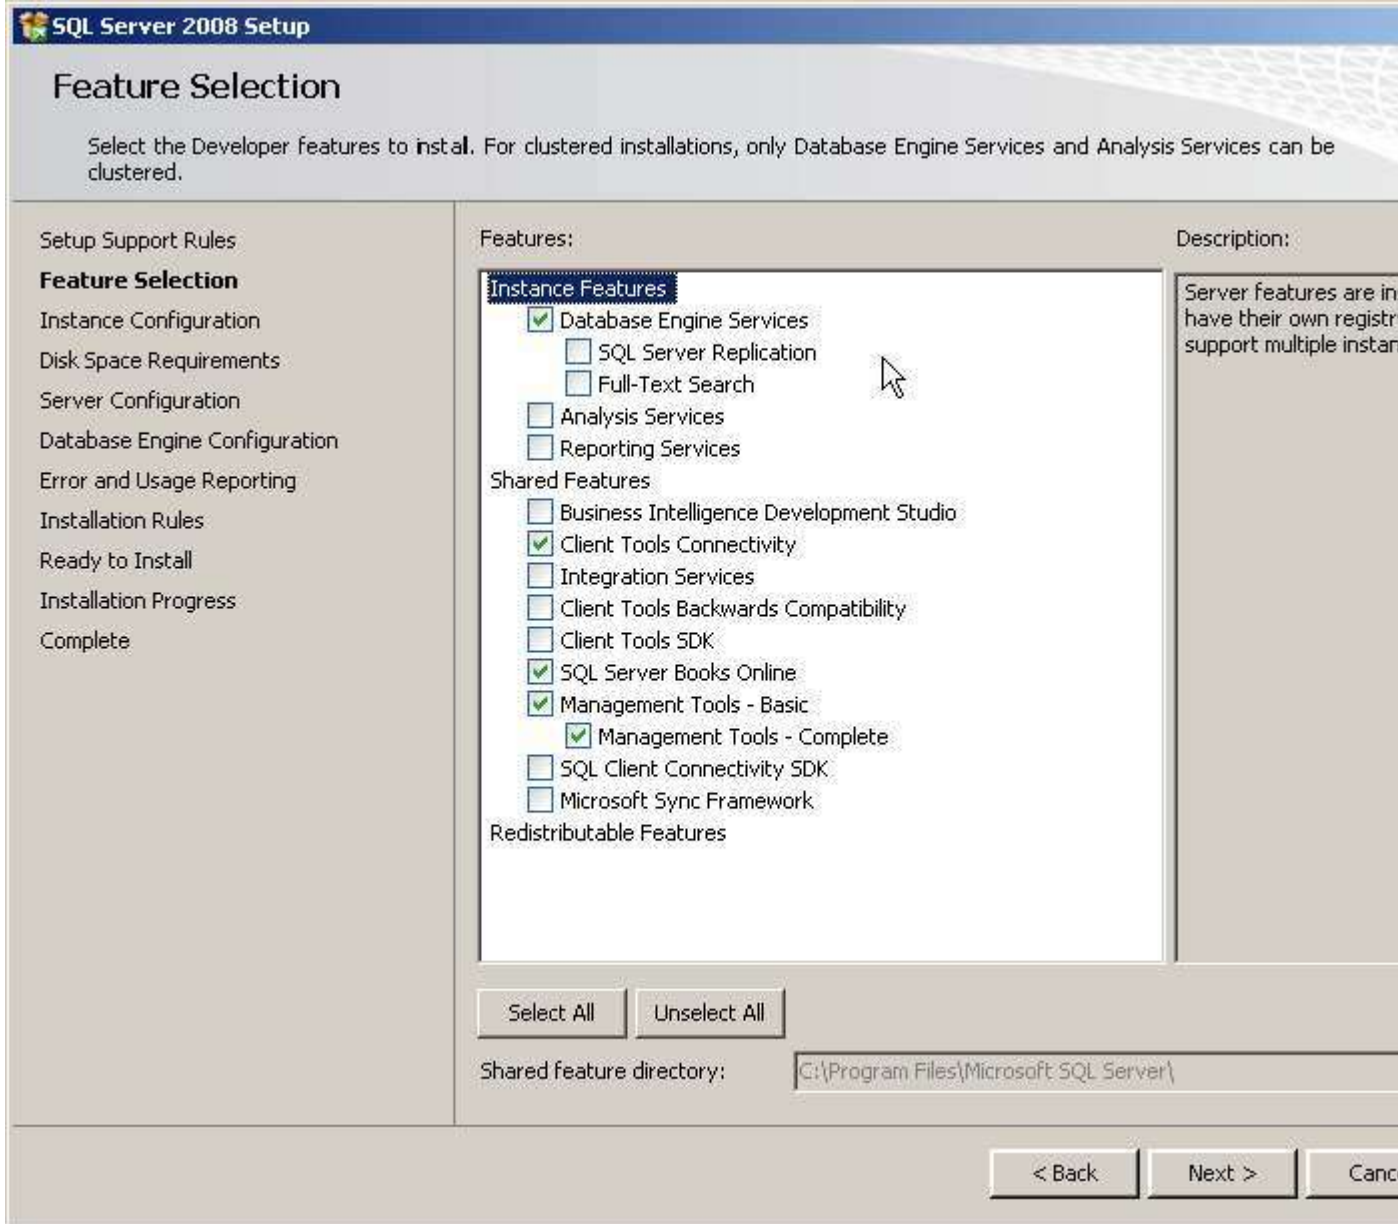 SQL Server 2008 Setup
Feature Selection
Select the Developer features to instal. For clustered installations, only Database Engine Services and Analysis Services can be
clustered.
Setup Support Rules
Feature Selection
Instance Configuration
Disk Space Requirements
Server Configuration
Database Engine Configuration
Error and Usage Reporting
Installation Rules
Ready to Install
Installation Progress
Complete
Features:
Instance Features
Database Engine Services
SQL Server Replication
Full-Text Search
Analysis Services
Reporting Services
Shared Features
Business Intelligence Development Studio
Client Tools Connectivity
Integration Services
Client Tools Backwards Compatibility
Client Tools SDK
SQL Server Books Online
Management Tools - Basic
Management Tools - Complete
SQL Client Connectivity SDK
Microsoft Sync Framework
Redistributable Features
Description:
Server features are in
have their own registr
support multiple instan
Select All
Unselect All
Shared feature directory:
C:\Program Files\Microsoft SQL Server\
< Back
Next >
Canc